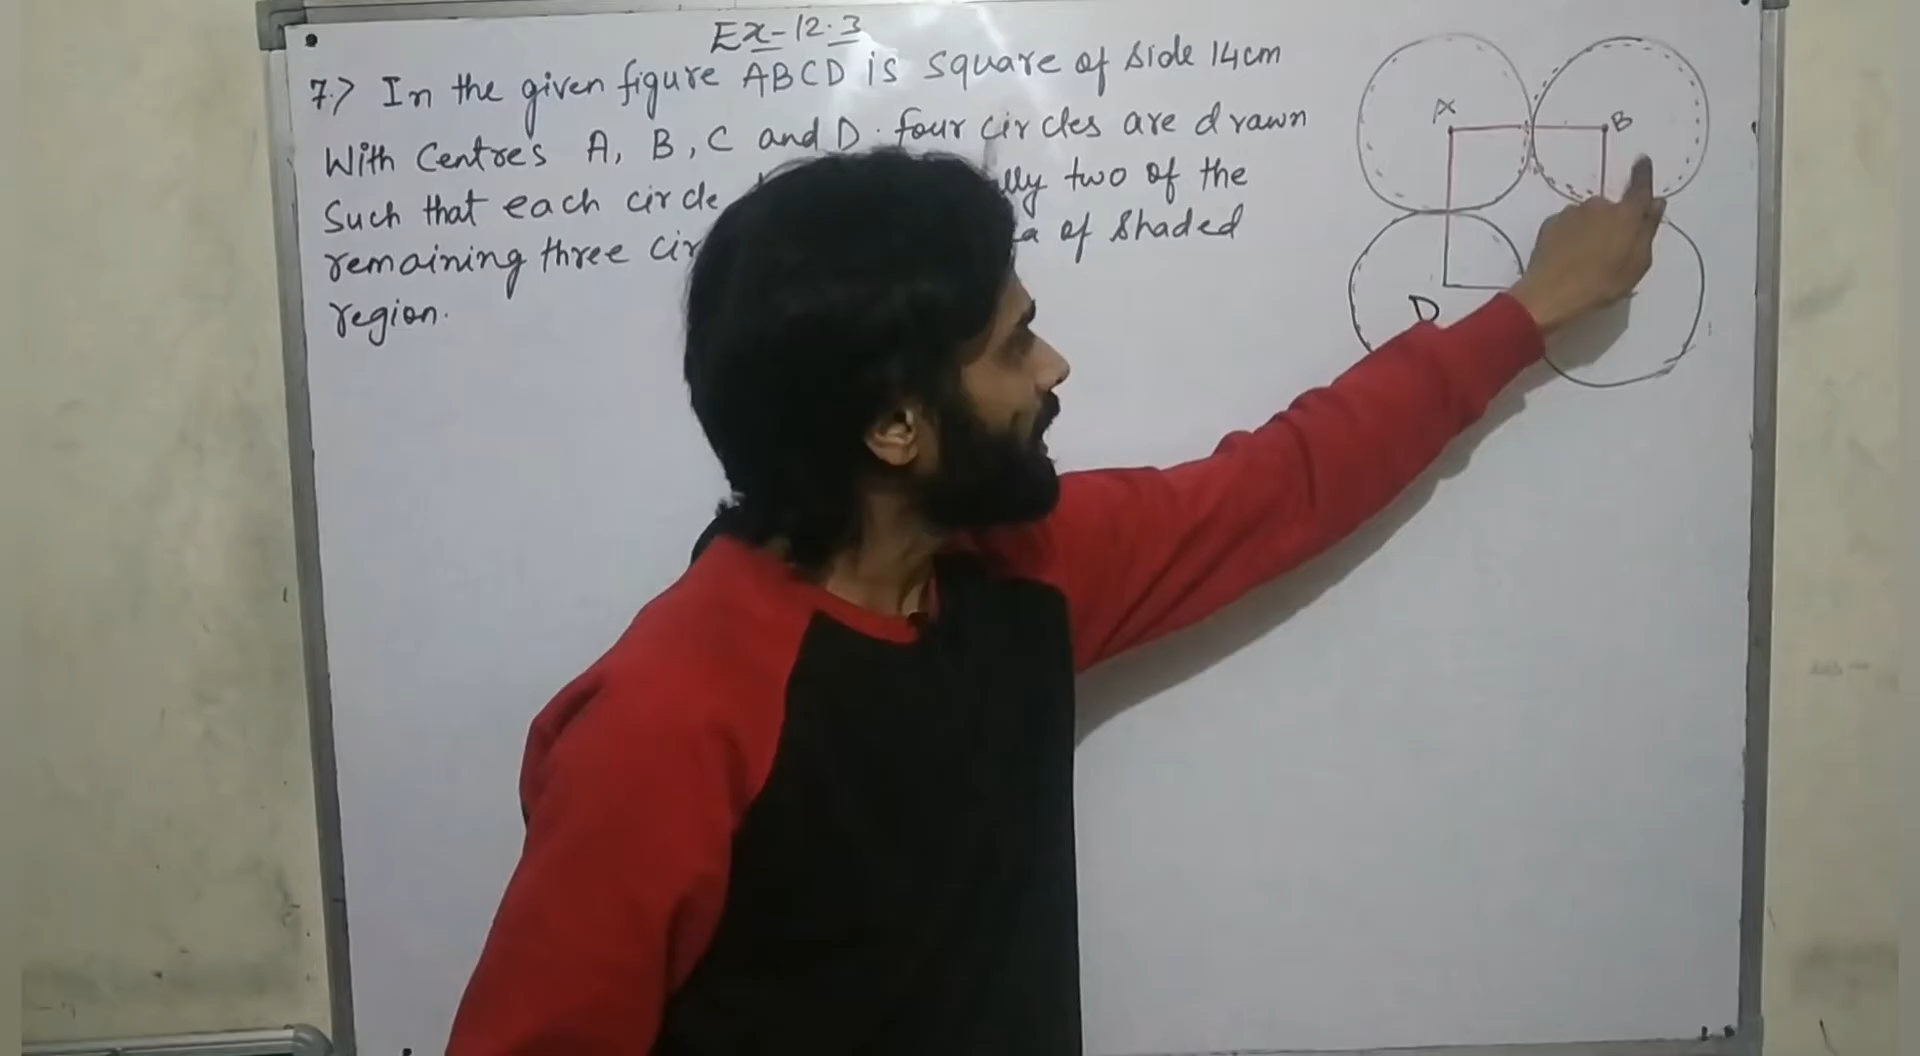 Ex-12.3
7.> In the given figure ABCD is square of side 14cm
With Centres A, B, C and D. four circles are drawn
Such that each circle two of the
remaining three of Shaded
region.
A
B
D